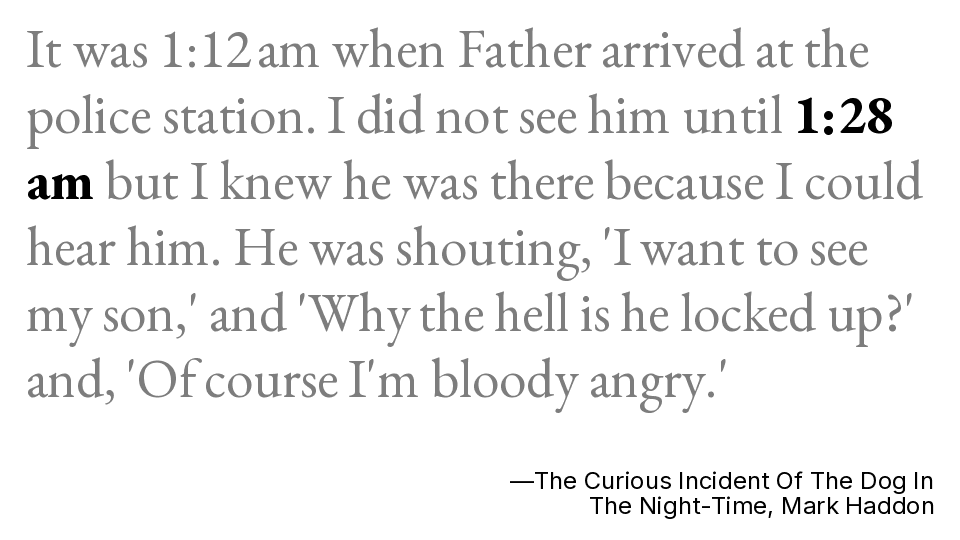 It was 1:12 am when Father arrived at the
police station. I did not see him until 1:28
am but I knew he was there because I could
hear him. He was shouting, 'I want to see
my son,' and 'Why the hell is he locked up?'
and, 'Of course I'm bloody angry.'
—The Curious Incident Of The Dog In
The Night-Time, Mark Haddon